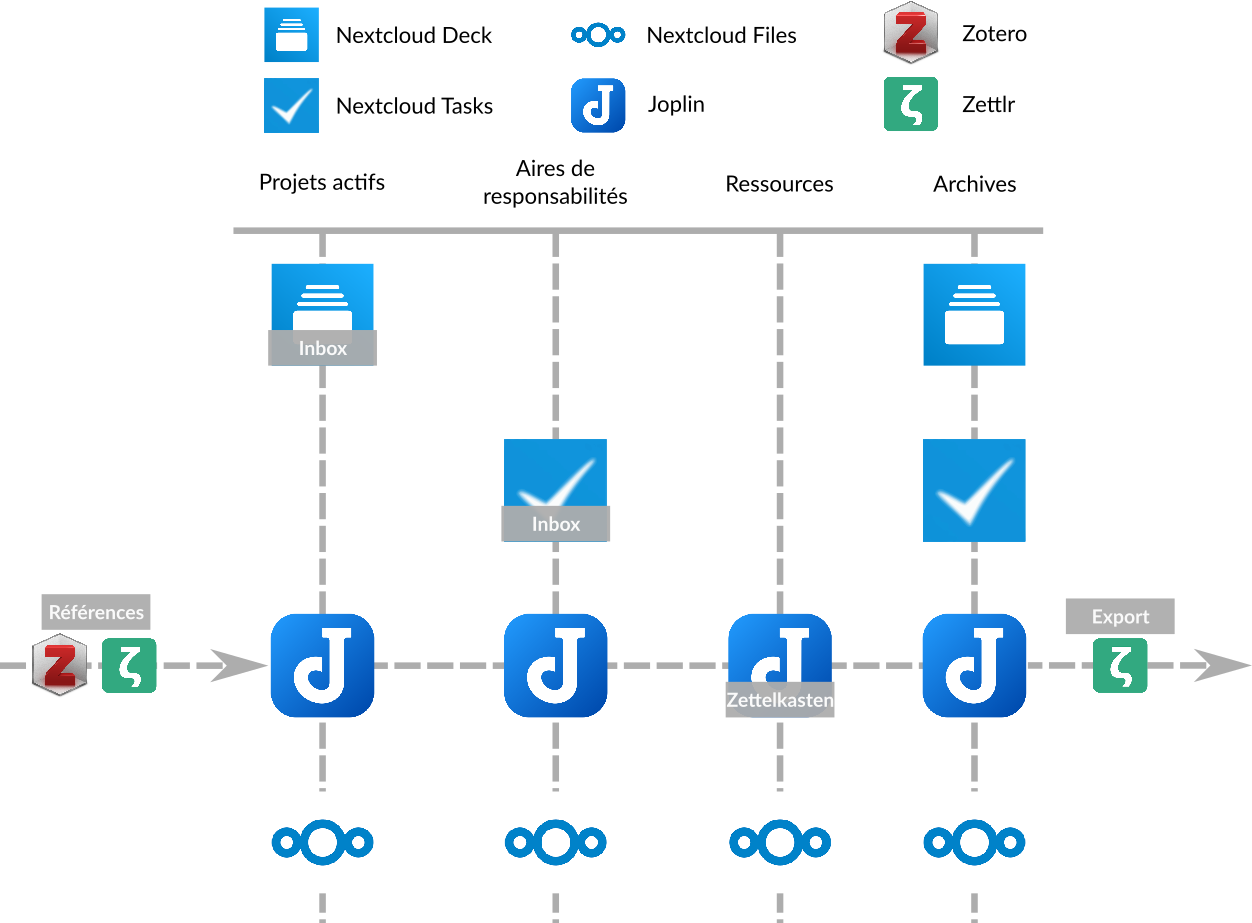 Nextcloud Deck
Nextcloud Files
Zotero
Nextcloud Tasks
Joplin
Zettlr
Projets actifs
Aires de
responsabilités
Ressources
Archives
Inbox
Inbox
Références
Export
Zettelkasten